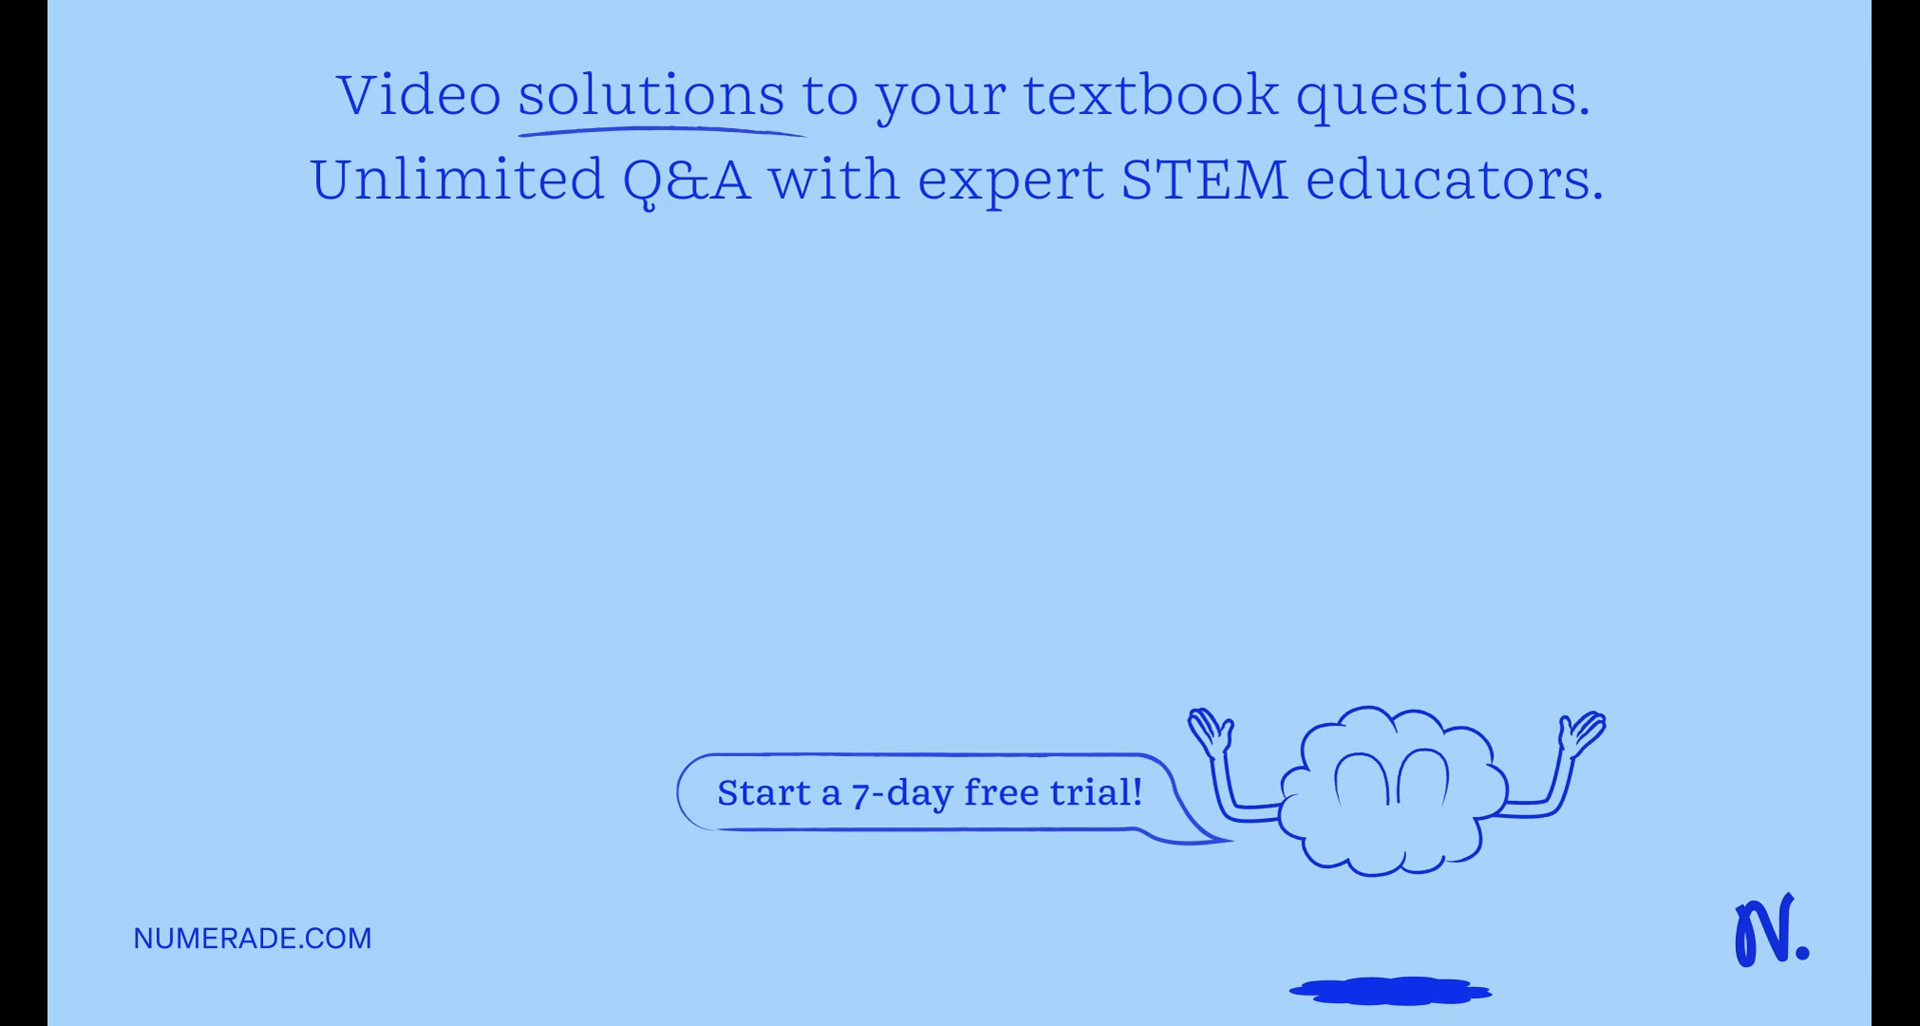 Video solutions to your textbook questions.
Unlimited Q&A with expert STEM educators.
Start a 7-day free trial!
NUMERADE.COM
N.